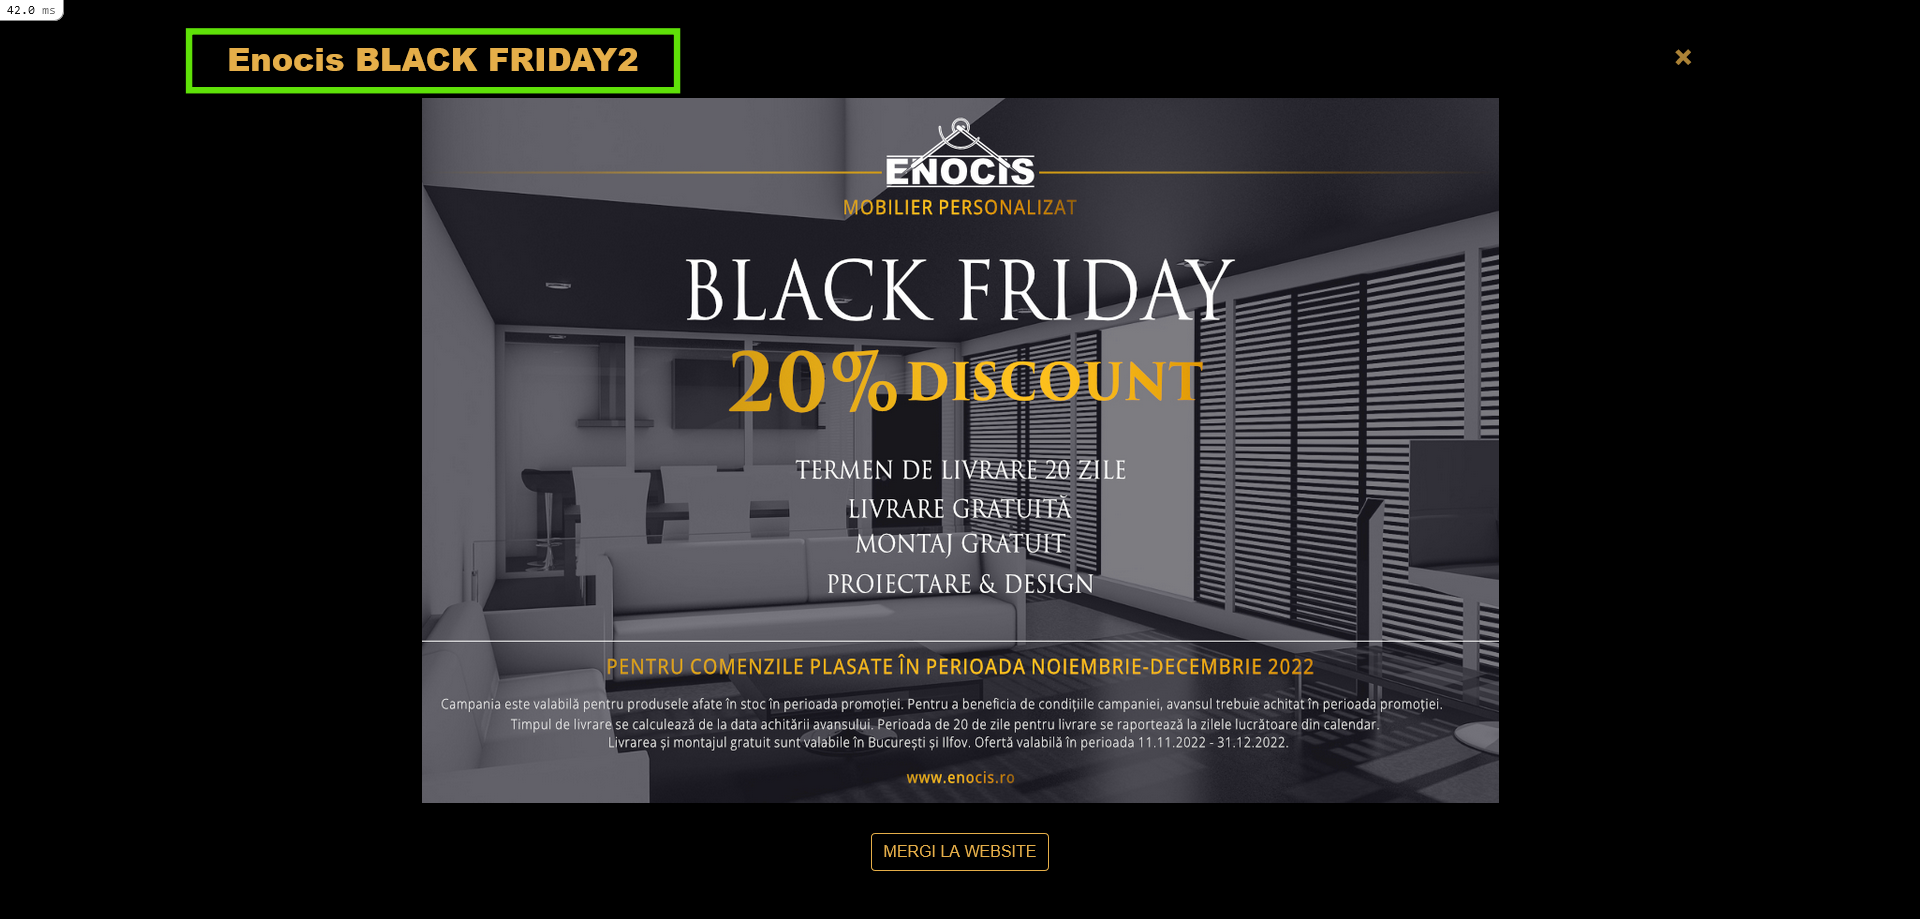 42.0 ms
Enocis BLACK FRIDAY2
×
ENOCIS
MOBILIER PERSONALIZAT
BLACK FRIDAY
20% DISCOUNT
TERMEN DE LIVRARE 20 ZILE
LIVRARE GRATUITĂ
MONTAJ GRATUIT
PROIECTARE & DESIGN
PENTRU COMENZILE PLASATE ÎN PERIOADA NOIEMBRIE-DECEMBRIE 2022
Campania este valabilă pentru produsele afate în stoc în perioada promoției. Pentru a beneficia de condițiile campaniei, avansul trebuie achitat în perioada promoției.
Timpul de livrare se calculează de la data achitării avansului. Perioada de 20 de zile pentru livrare se raportează la zilele lucrătoare din calendar.
Livrarea și montajul gratuit sunt valabile în București și Ilfov. Ofertă valabilă în perioada 11.11.2022 - 31.12.2022.
www.enocis.ro
MERGI LA WEBSITE